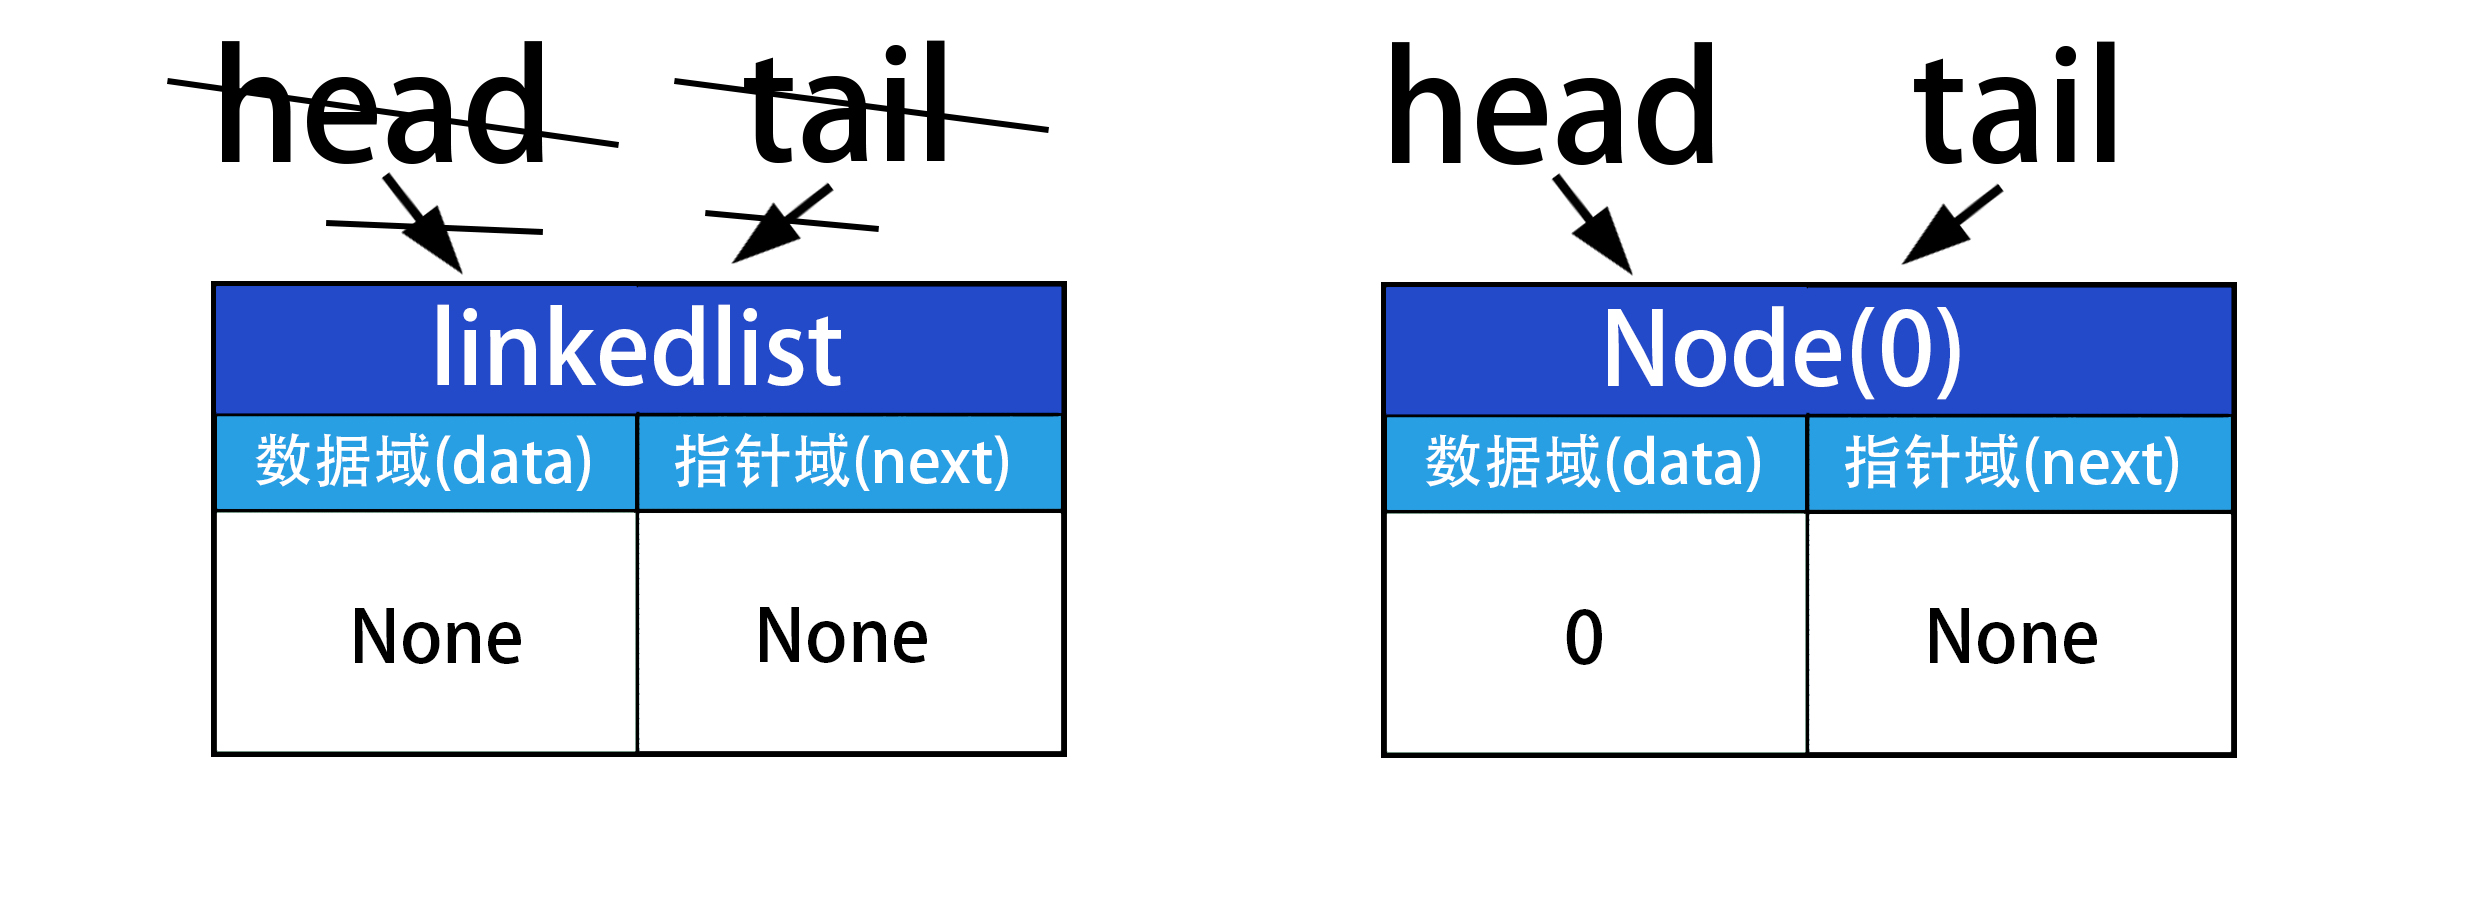 head tail
linkedlist
数据域(data) 指针域(next)
None None
head tail
Node(0)
数据域(data) 指针域(next)
0 None